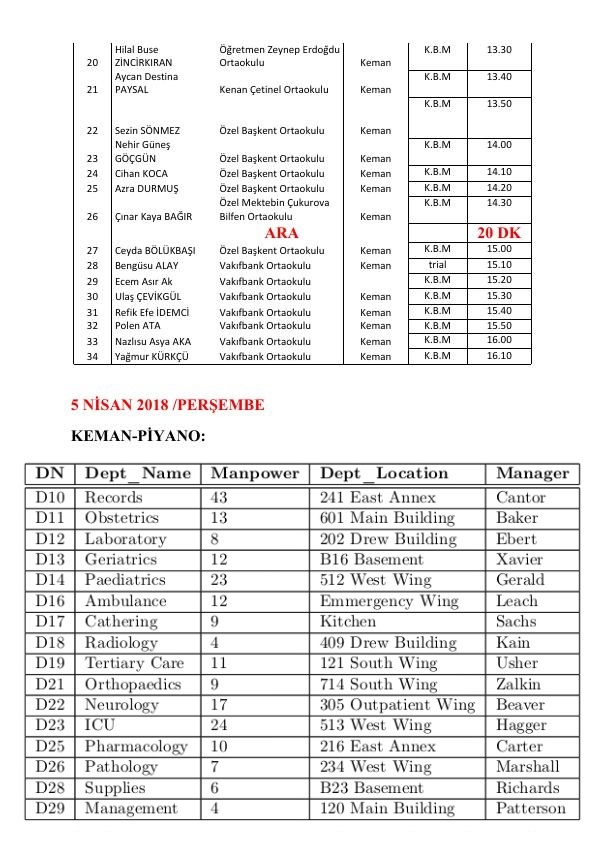 Hilal Buse Öğretmen Zeynep Erdoğdu K.B.M 13.30
20 ZİNCİRKIRAN Ortaokulu Keman
Aycan Destina K.B.M 13.40
21 PAYSAL Kenan Çetinel Ortaokulu Keman
K.B.M 13.50
22 Sezin SÖNMEZ Özel Başkent Ortaokulu Keman
Nehir Güneş K.B.M 14.00
23 GÖÇGÜN Özel Başkent Ortaokulu Keman
24 Cihan KOCA Özel Başkent Ortaokulu Keman K.B.M 14.10
25 Azra DURMUŞ Özel Başkent Ortaokulu Keman K.B.M 14.20
Özel Mektebin Çukurova K.B.M 14.30
26 Çınar Kaya BAĞIR Bilfen Ortaokulu Keman
ARA 20 DK
27 Ceyda BÖLÜKBAŞI Özel Başkent Ortaokulu Keman K.B.M 15.00
28 Bengüsu ALAY Vakıfbank Ortaokulu Keman trial 15.10
29 Ecem Asır Ak Vakıfbank Ortaokulu K.B.M 15.20
30 Ulaş ÇEVİKGÜL Vakıfbank Ortaokulu Keman K.B.M 15.30
31 Refik Efe İDEMCİ Vakıfbank Ortaokulu Keman K.B.M 15.40
32 Polen ATA Vakıfbank Ortaokulu Keman K.B.M 15.50
33 Nazlısu Asya AKA Vakıfbank Ortaokulu Keman K.B.M 16.00
34 Yağmur KÜRKÇÜ Vakıfbank Ortaokulu Keman K.B.M 16.10
5 NİSAN 2018 /PERŞEMBE
KEMAN-PİYANO:
DN Dept_Name Manpower Dept_Location Manager
D10 Records 43 241 East Annex Cantor
D11 Obstetrics 13 601 Main Building Baker
D12 Laboratory 8 202 Drew Building Ebert
D13 Geriatrics 12 B16 Basement Xavier
D14 Paediatrics 23 512 West Wing Gerald
D16 Ambulance 12 Emmergency Wing Leach
D17 Cathering 9 Kitchen Sachs
D18 Radiology 4 409 Drew Building Kain
D19 Tertiary Care 11 121 South Wing Usher
D21 Orthopaedics 9 714 South Wing Zalkin
D22 Neurology 17 305 Outpatient Wing Beaver
D23 ICU 24 513 West Wing Hagger
D25 Pharmacology 10 216 East Annex Carter
D26 Pathology 7 234 West Wing Marshall
D28 Supplies 6 B23 Basement Richards
D29 Management 4 120 Main Building Patterson